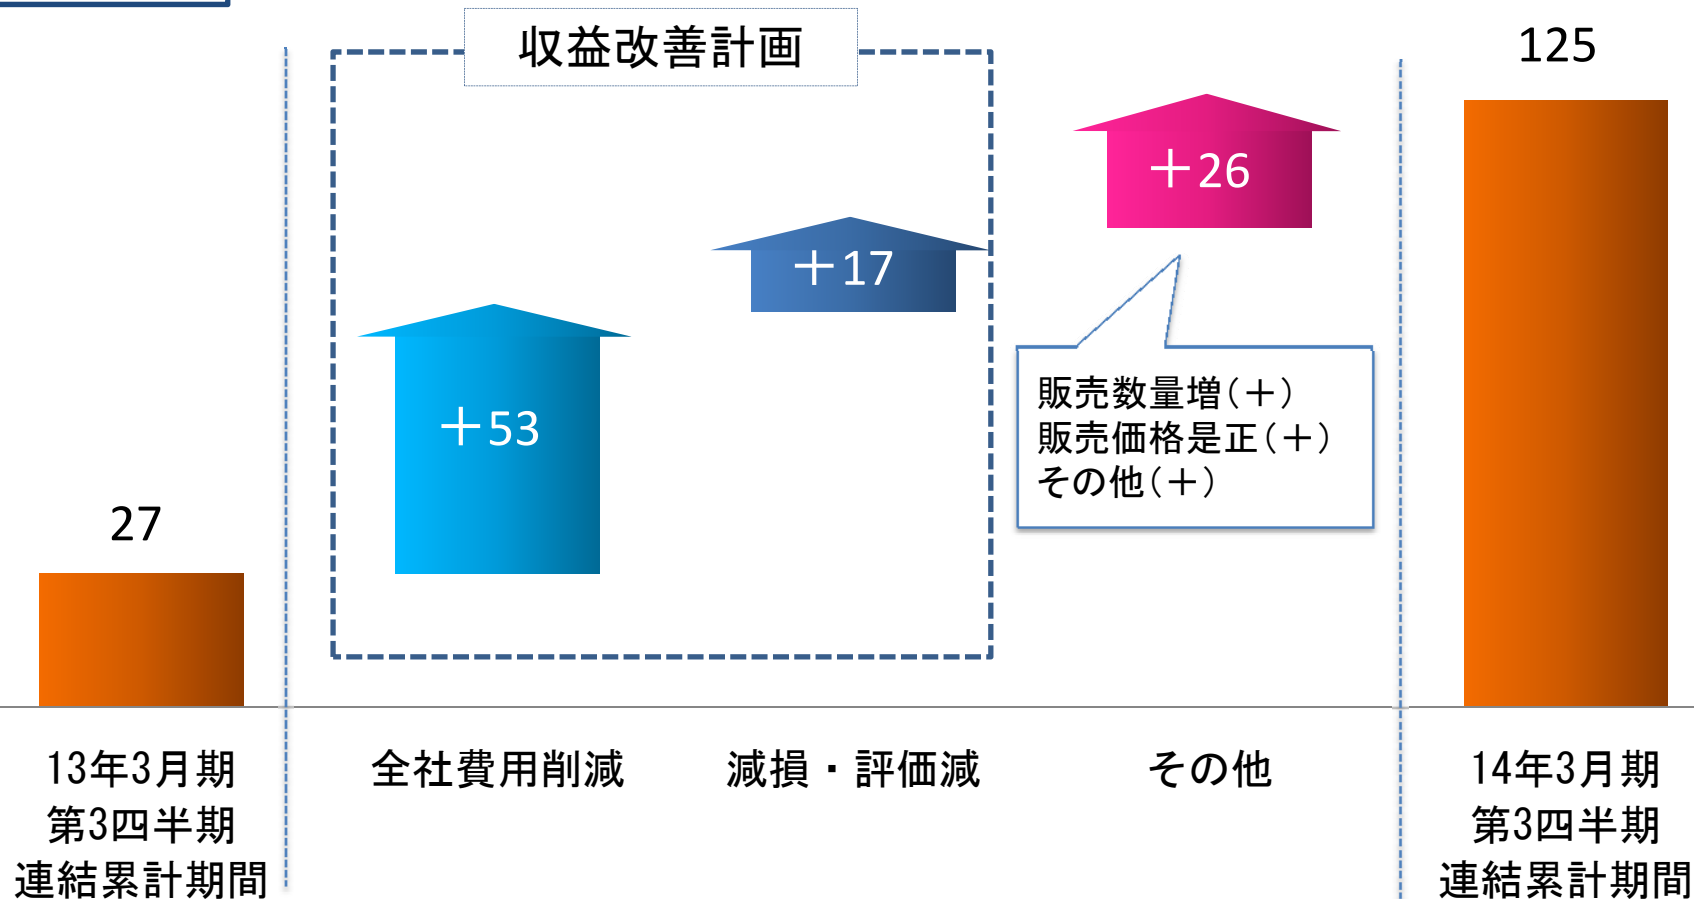 収益改善計画
27
＋53
＋17
＋26
125
販売数量増（＋）
販売価格是正（＋）
その他（＋）
13年3月期
第3四半期
連結累計期間
全社費用削減
減損・評価減
その他
14年3月期
第3四半期
連結累計期間